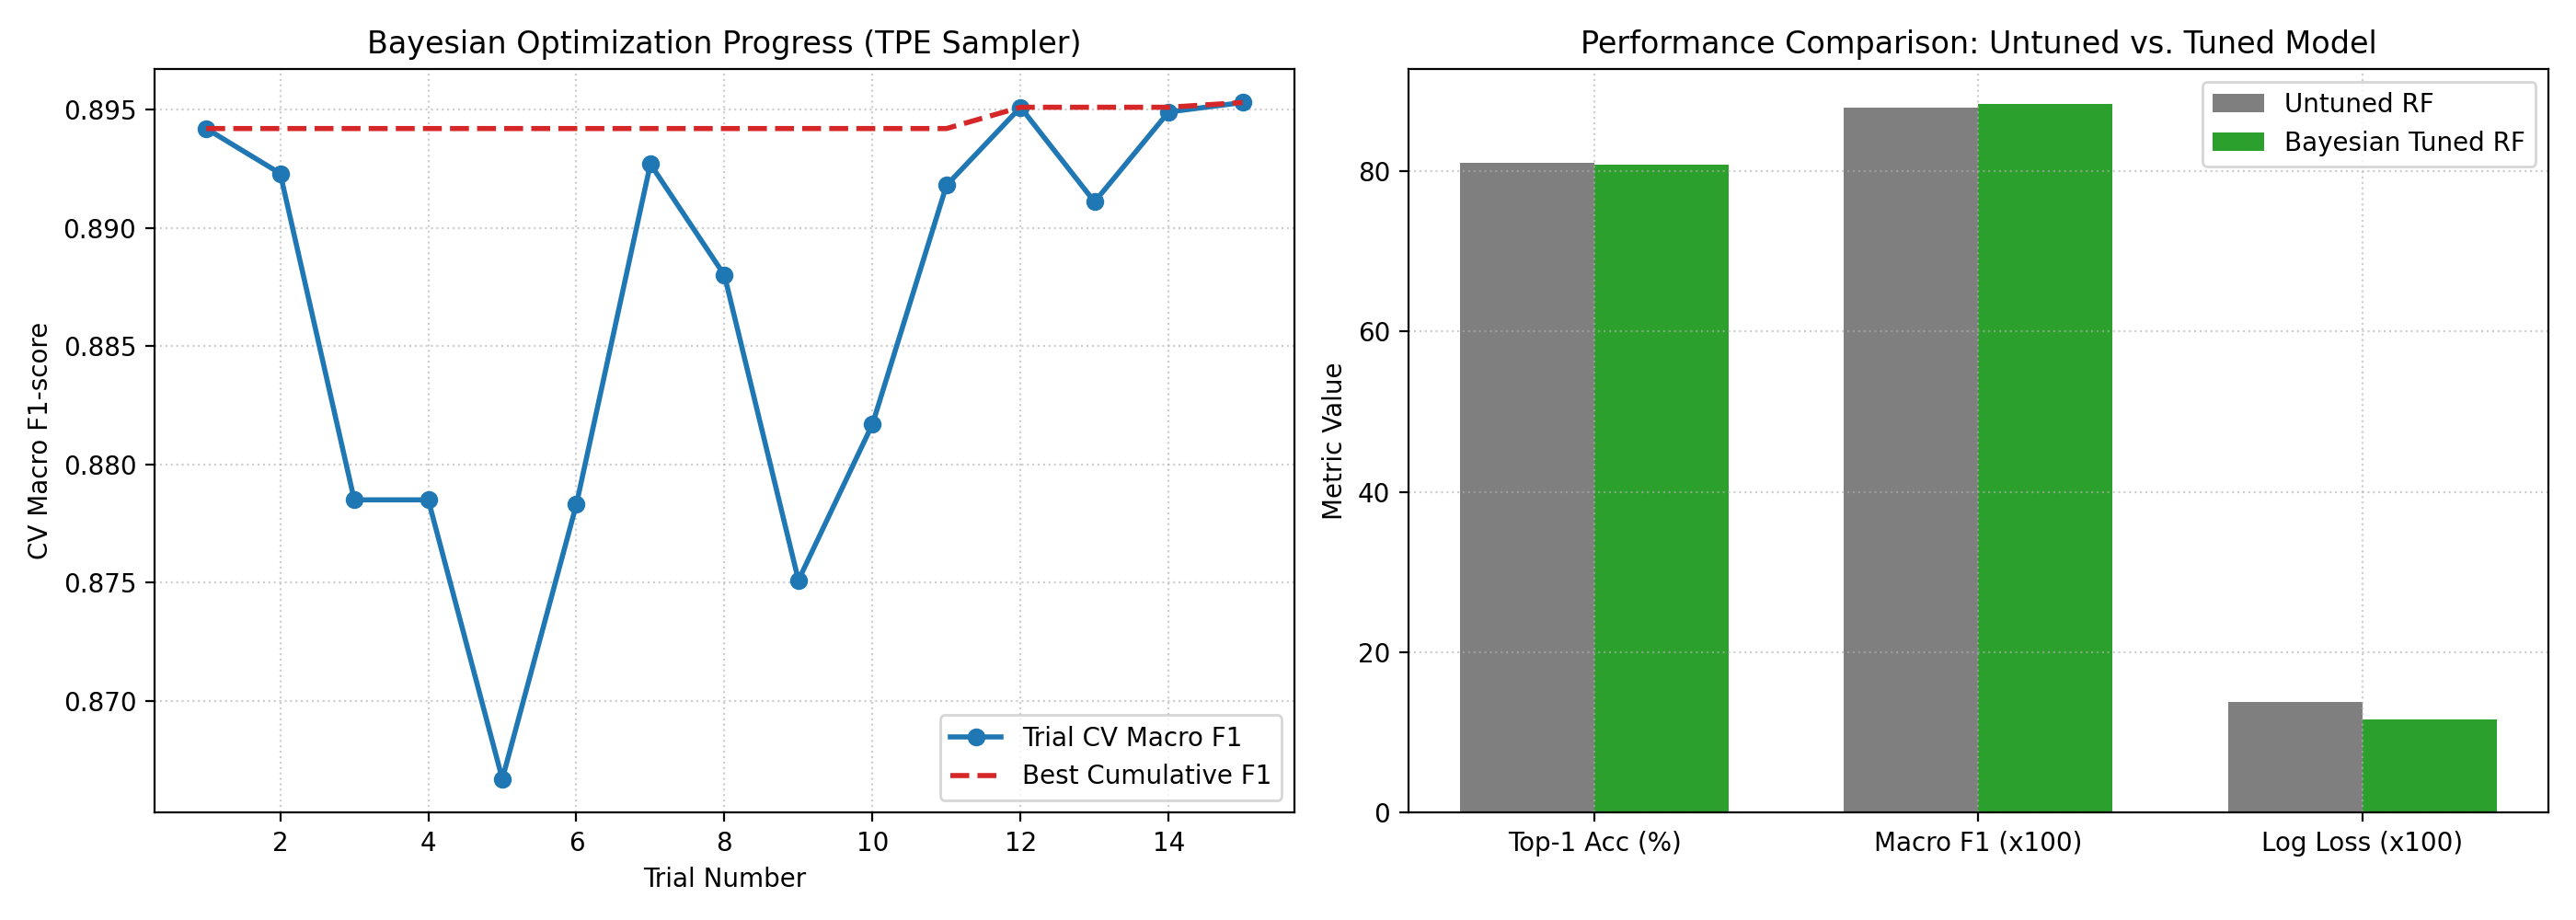 Bayesian Optimization Progress (TPE Sampler)
CV Macro F1-score
0.895
0.890
0.885
0.880
0.875
0.870
2 4 6 8 10 12 14
Trial Number
Trial CV Macro F1
Best Cumulative F1
Performance Comparison: Untuned vs. Tuned Model
Metric Value
80
60
40
20
0
Top-1 Acc (%) Macro F1 (x100) Log Loss (x100)
Untuned RF
Bayesian Tuned RF